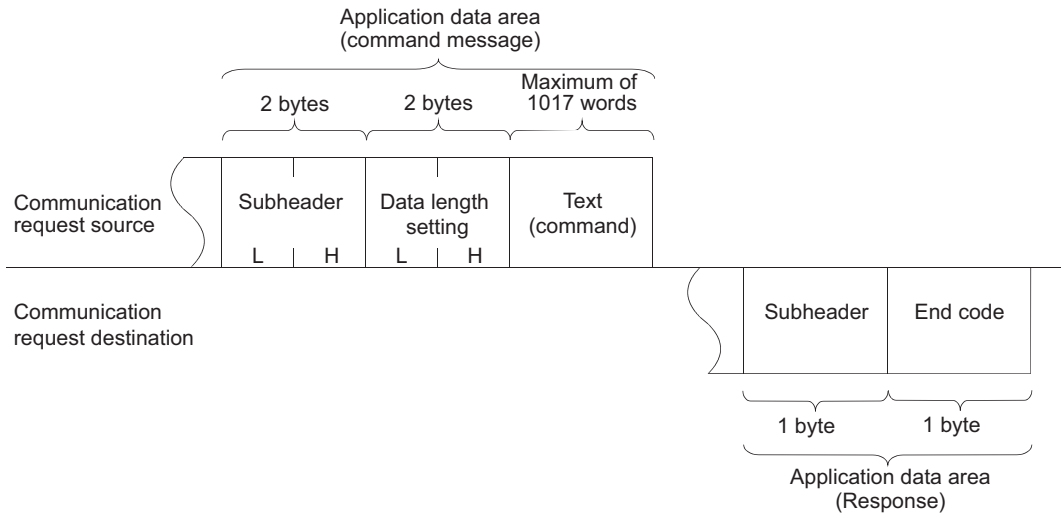 Application data area
(command message)
2 bytes
2 bytes
Maximum of
1017 words
Communication
request source
Subheader
L
H
Data length
setting
L
H
Text
(command)
Communication
request destination
Subheader
End code
1 byte
1 byte
Application data area
(Response)